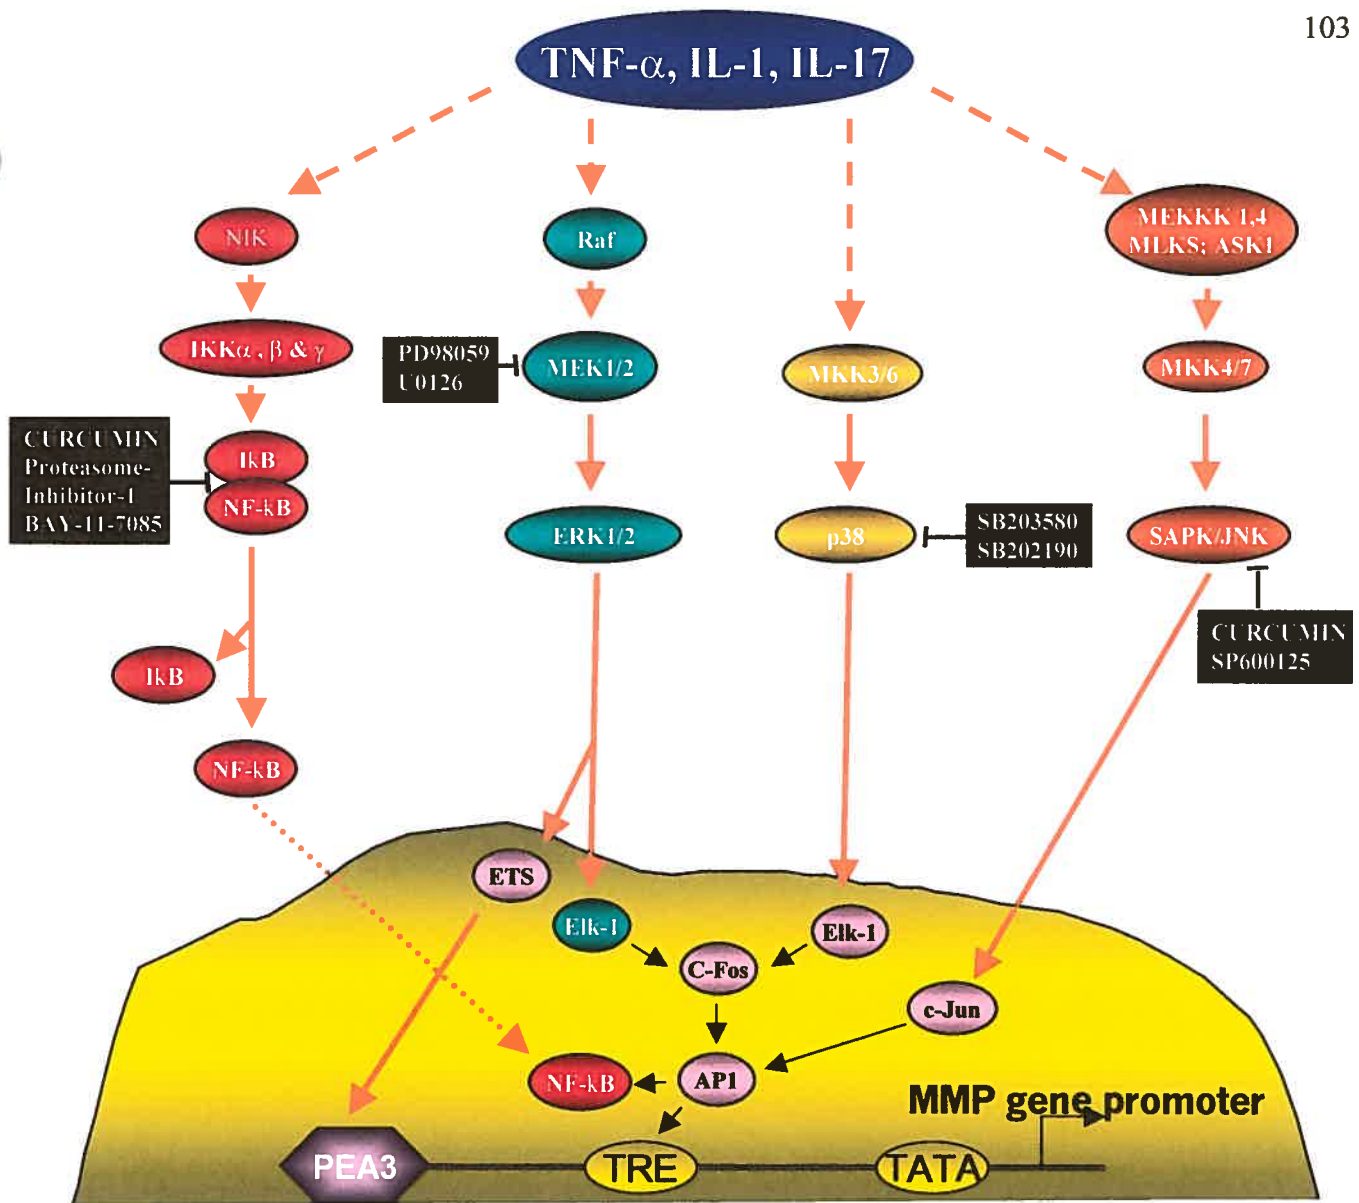 103
TNF-α, IL-1, IL-17
NIK
Raf
MEKKK 1,4
MLKS; ASK1
IKKα, β & γ
PD98059
U0126
MEK1/2
MKK3/6
MKK4/7
CURCUMIN
Proteasome-
Inhibitor-1
BAY-11-7085
IkB
NF-kB
ERK1/2
p38
SB203580
SB202190
SAPK/JNK
CURCUMIN
SP600125
IkB
NF-kB
ETS
Elk-1
Elk-1
C-Fos
c-Jun
NF-kB
AP1
MMP gene promoter
PEA3
TRE
TATA